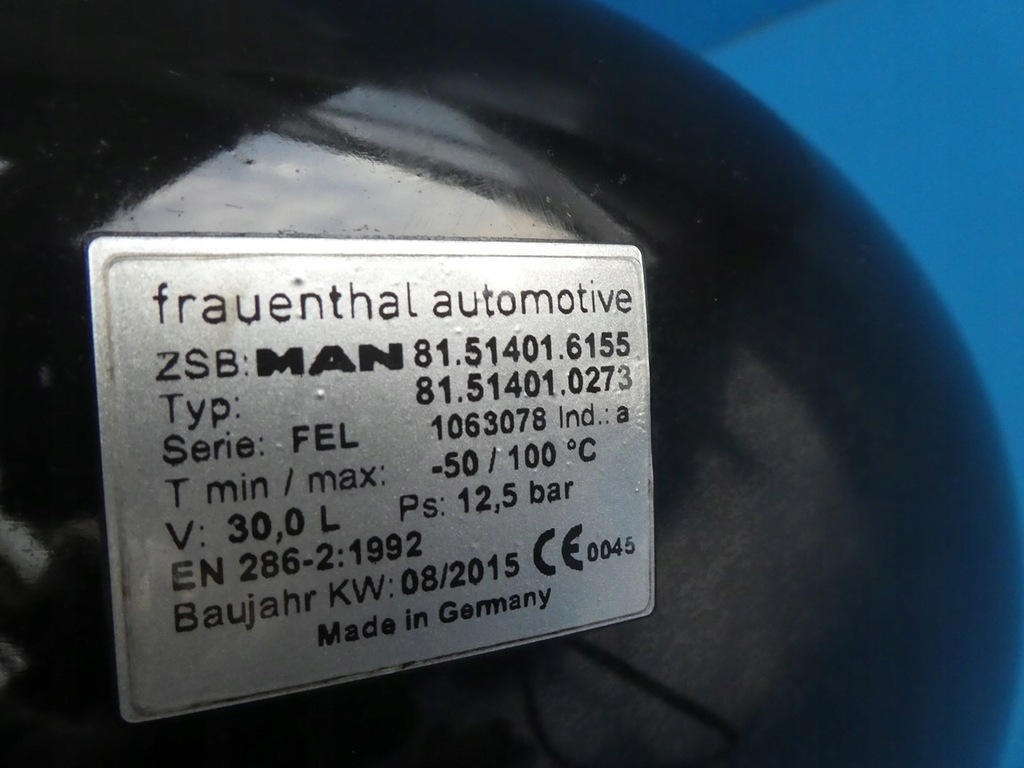 frauenthal automotive
ZSB: MAN 81.51401.6155
Typ: 81.51401.0273
Serie: FEL 1063078 Ind.: a
T min / max: -50 / 100 °C
V: 30,0 L Ps: 12,5 bar
EN 286-2:1992
Baujahr KW: 08/2015 CE 0045
Made in Germany